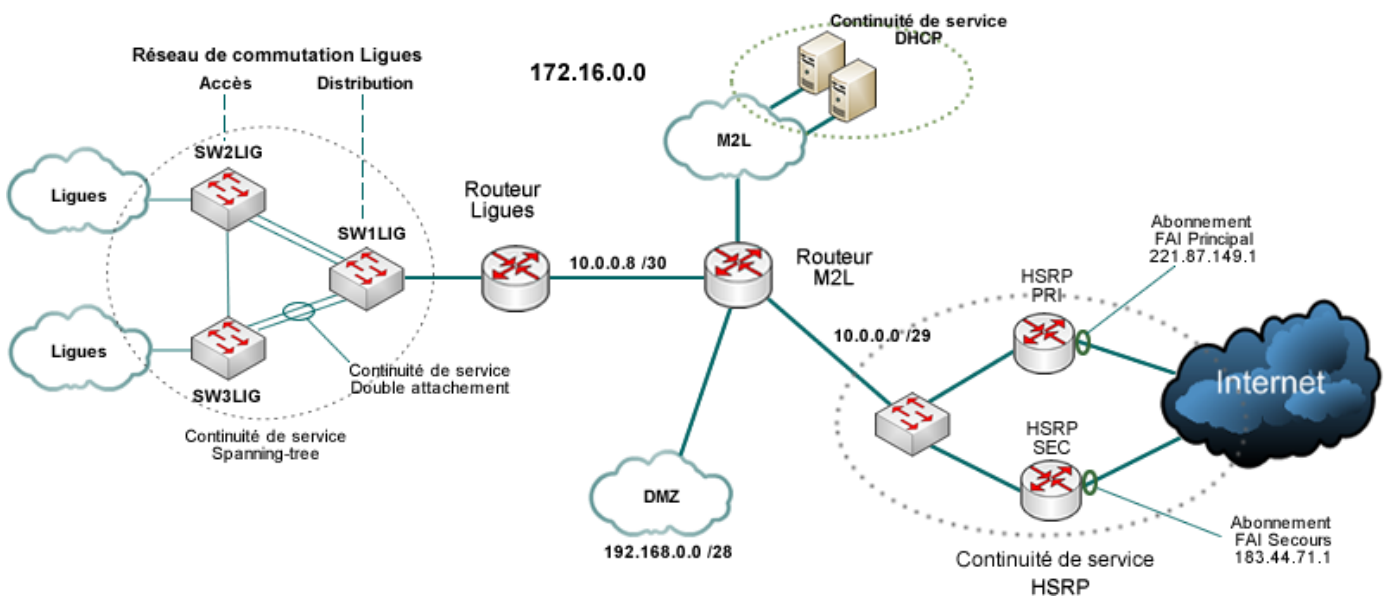 Continuité de service
DHCP
Réseau de commutation Ligues
Accès
Distribution
172.16.0.0
M2L
SW2LIG
Ligues
SW1LIG
Routeur
Ligues
10.0.0.8 /30
Routeur
M2L
Abonnement
FAI Principal
221.87.149.1
HSRP
PRI
10.0.0.0 /29
Ligues
SW3LIG
Continuité de service
Double attachement
Continuité de service
Spanning-tree
Internet
HSRP
SEC
DMZ
192.168.0.0 /28
Abonnement
FAI Secours
183.44.71.1
Continuité de service
HSRP